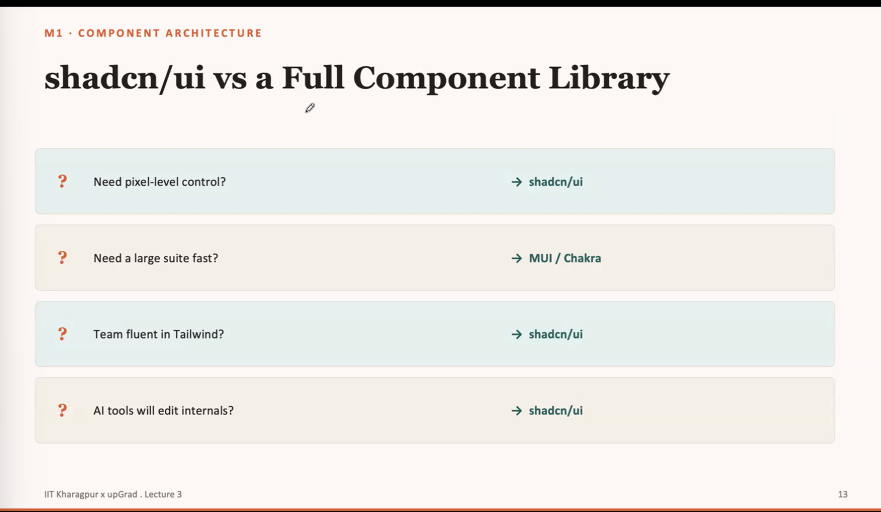 M1 · COMPONENT ARCHITECTURE
shadcn/ui vs a Full Component Library
? Need pixel-level control? → shadcn/ui
? Need a large suite fast? → MUI / Chakra
? Team fluent in Tailwind? → shadcn/ui
? AI tools will edit internals? → shadcn/ui
IIT Kharagpur x upGrad . Lecture 3 13